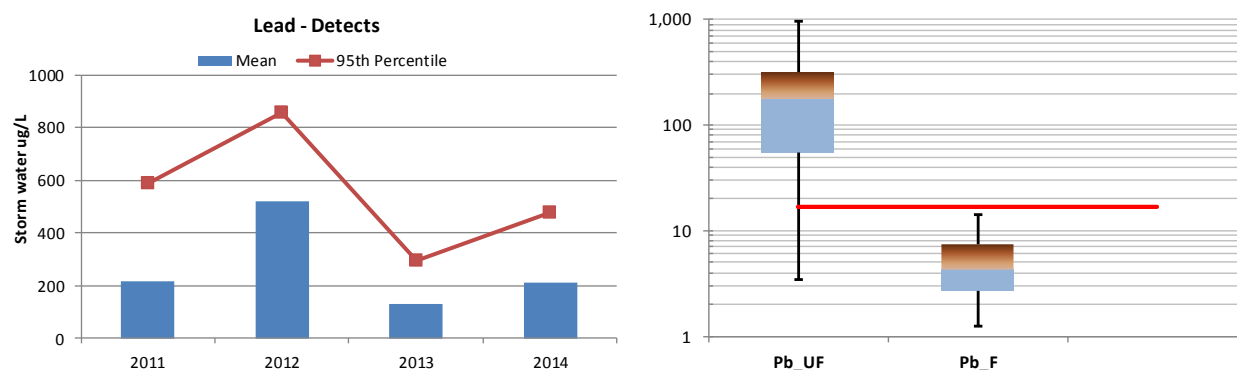 Lead - Detects
Mean 95th Percentile
Storm water ug/L
1000
800
600
400
200
0
2011 2012 2013 2014
1,000
100
10
1
Pb_UF Pb_F